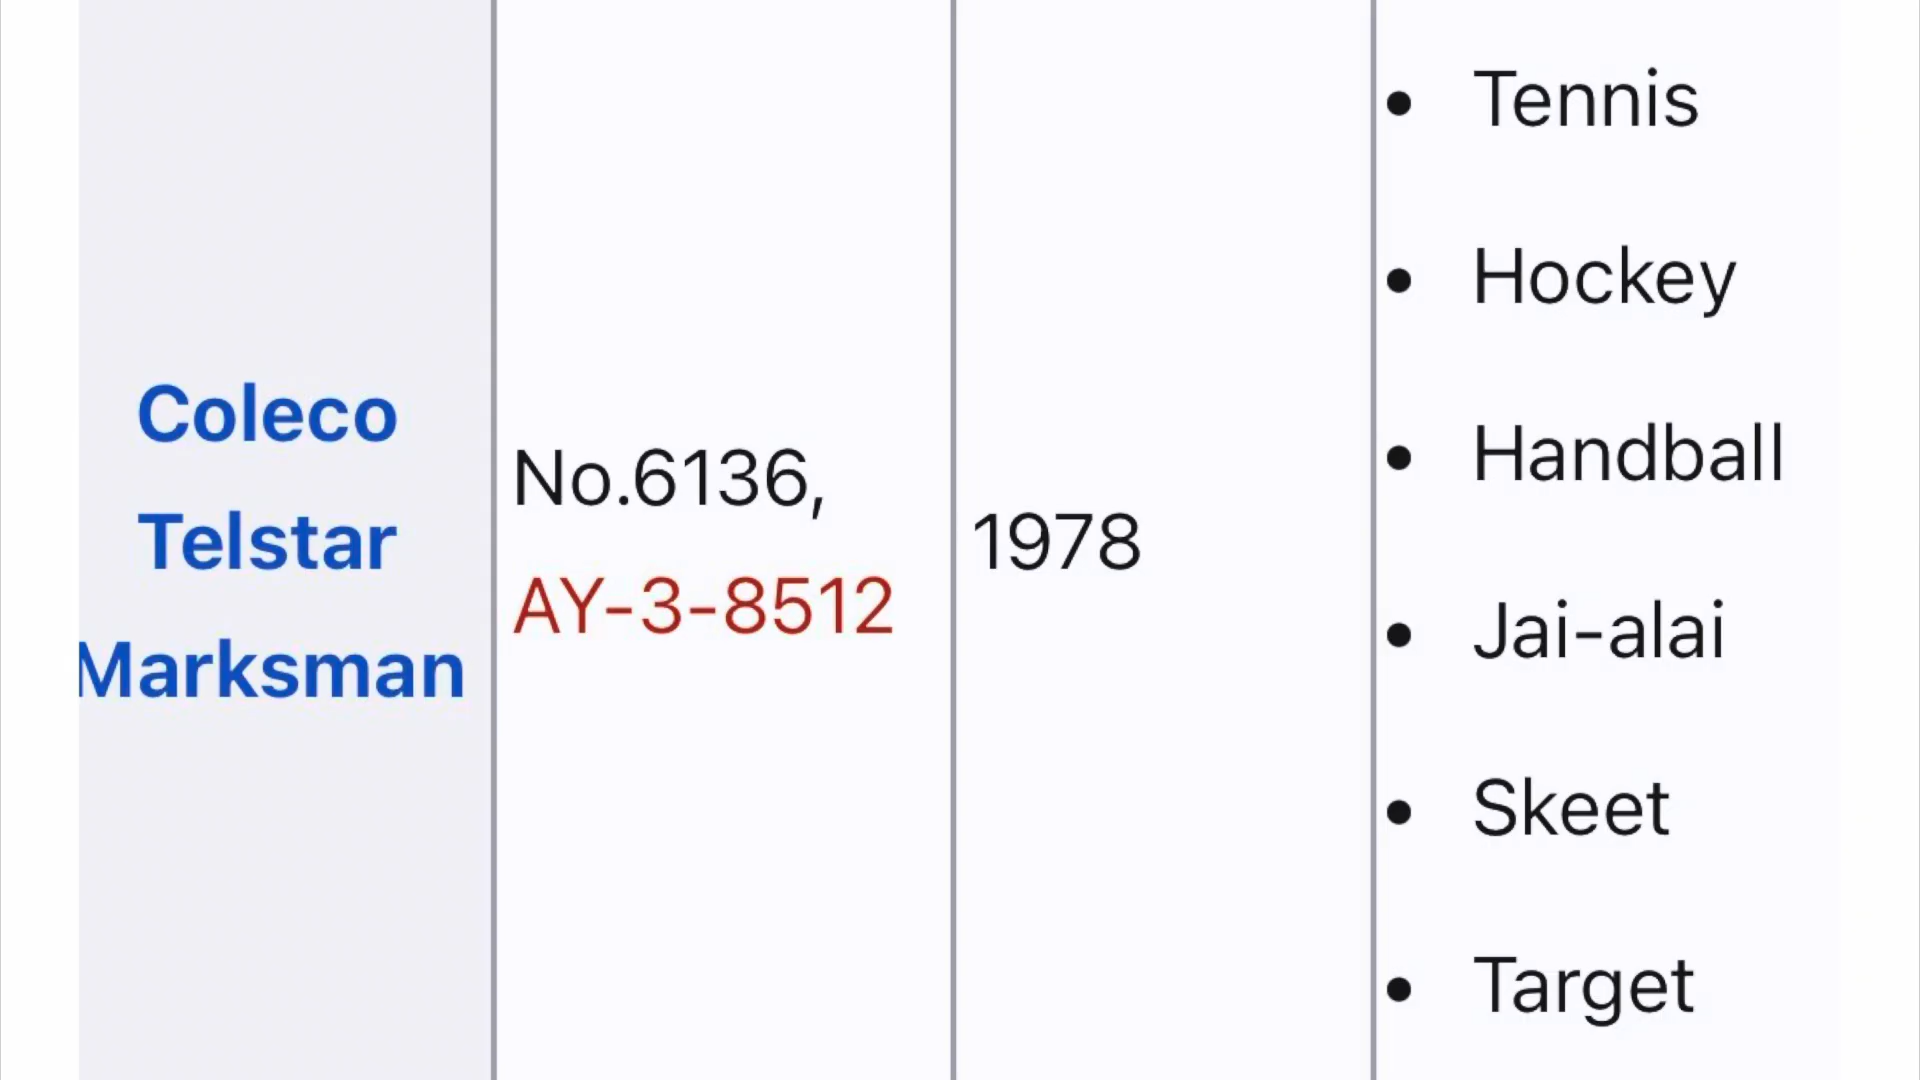 Coleco
Telstar
Marksman
No.6136,
AY-3-8512
1978
Tennis
Hockey
Handball
Jai-alai
Skeet
Target